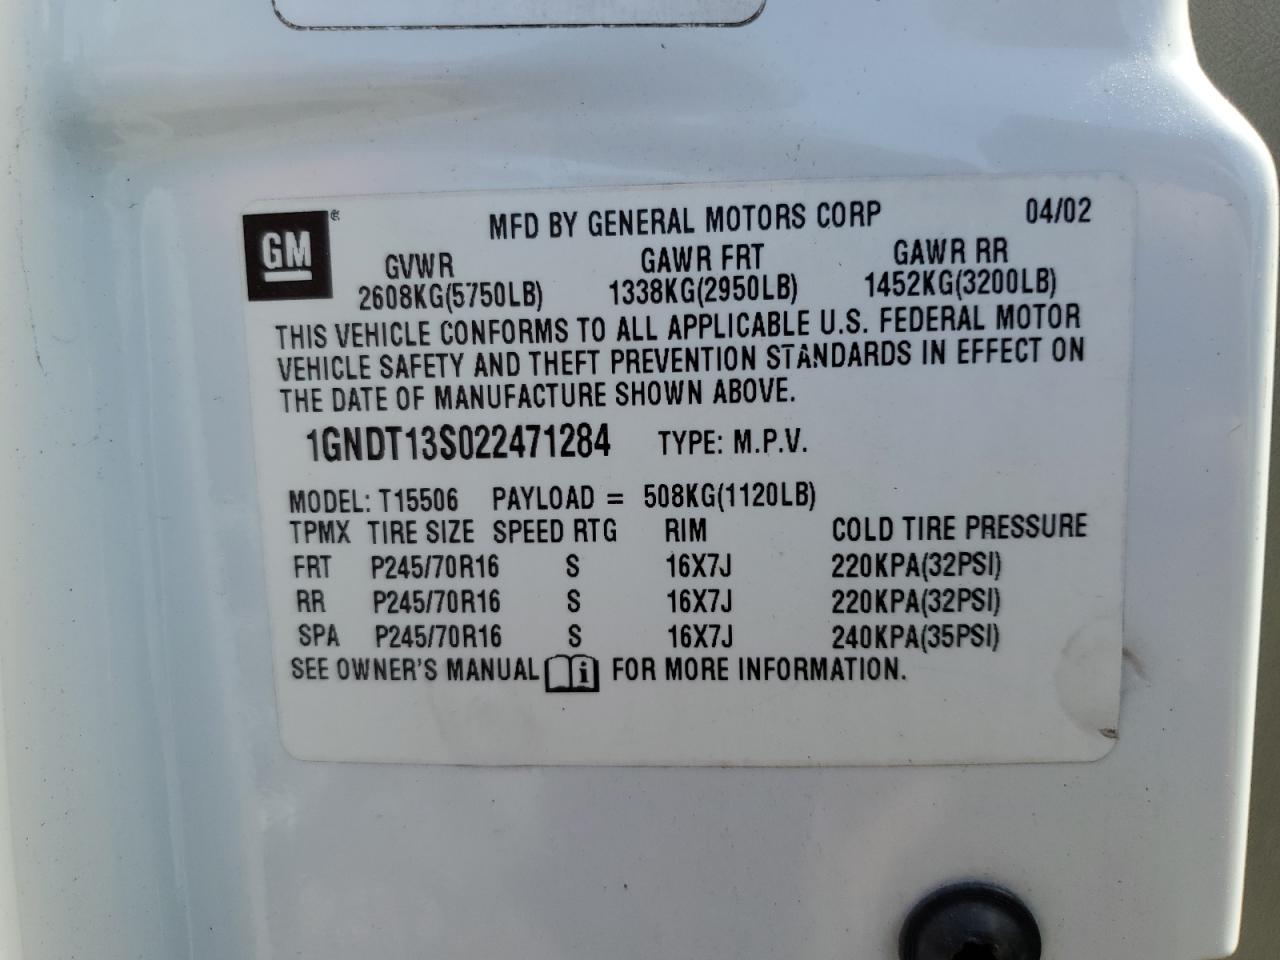 GM ®
MFD BY GENERAL MOTORS CORP 04/02
GVWR GAWR FRT GAWR RR
2608KG(5750LB) 1338KG(2950LB) 1452KG(3200LB)
THIS VEHICLE CONFORMS TO ALL APPLICABLE U.S. FEDERAL MOTOR
VEHICLE SAFETY AND THEFT PREVENTION STANDARDS IN EFFECT ON
THE DATE OF MANUFACTURE SHOWN ABOVE.
1GNDT13S022471284 TYPE: M.P.V.
MODEL: T15506 PAYLOAD = 508KG(1120LB)
TPMX TIRE SIZE SPEED RTG RIM COLD TIRE PRESSURE
FRT P245/70R16 S 16X7J 220KPA(32PSI)
RR P245/70R16 S 16X7J 220KPA(32PSI)
SPA P245/70R16 S 16X7J 240KPA(35PSI)
SEE OWNER'S MANUAL i FOR MORE INFORMATION.